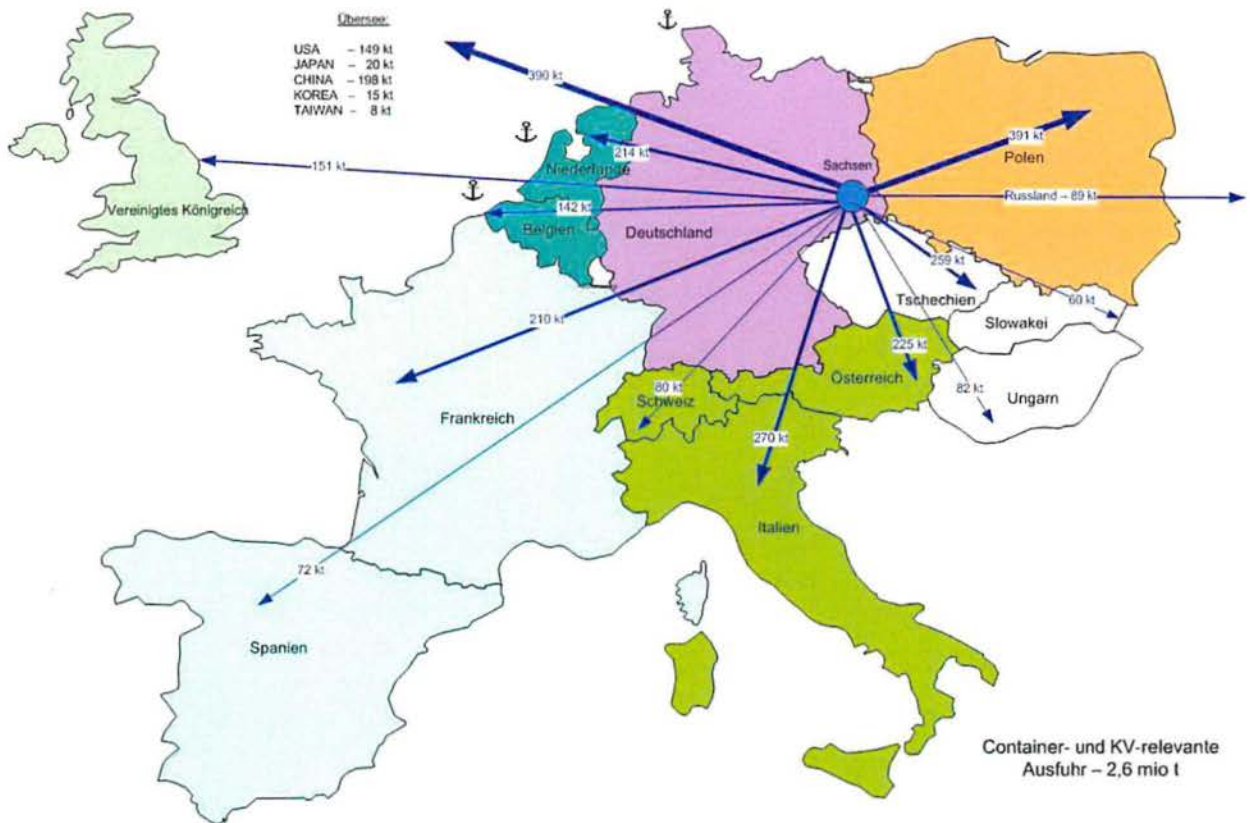 Übersee:
USA – 149 kt
JAPAN – 20 kt
CHINA – 198 kt
KOREA – 15 kt
TAIWAN – 8 kt
390 kt
391 kt
Polen
214 kt
Sachsen
151 kt
Niederlande
Russland – 89 kt
Vereinigtes Königreich
142 kt
Belgien
Deutschland
259 kt
Tschechien
60 kt
Slowakei
210 kt
225 kt
Österreich
80 kt
Schweiz
82 kt
Ungarn
Frankreich
270 kt
Italien
72 kt
Spanien
Container- und KV-relevante
Ausfuhr – 2,6 mio t